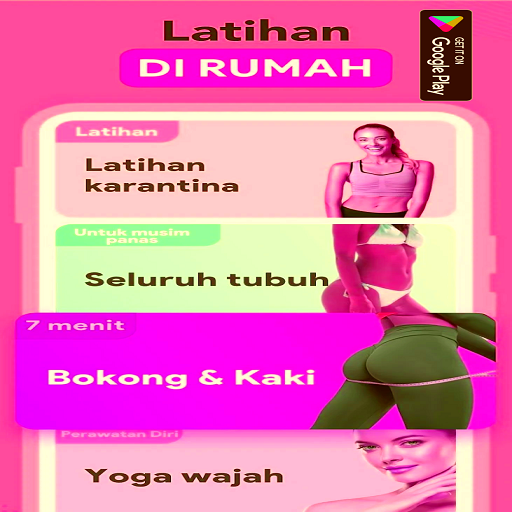 Latihan
DI RUMAH
GET IT ON
Google Play
Latihan
Latihan
karantina
Untuk musim
panas
Seluruh tubuh
7 menit
Bokong & Kaki
Perawatan Diri
Yoga wajah